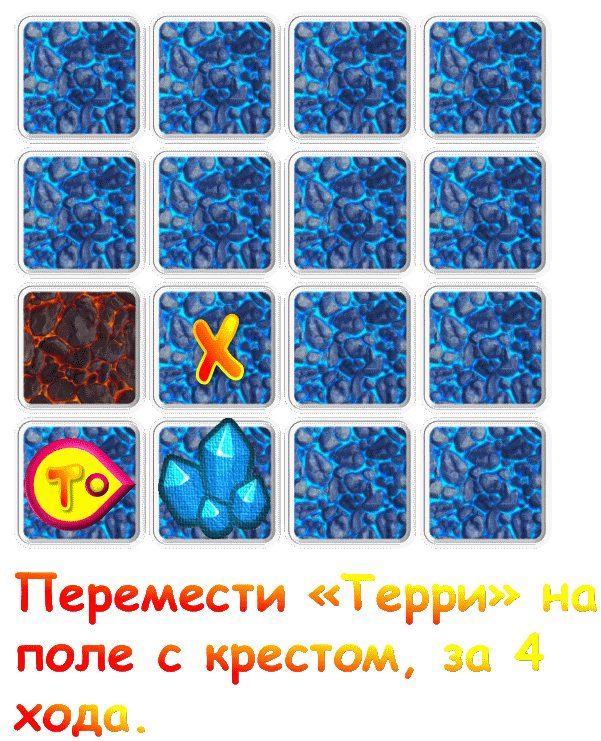 Х
Т
Перемести «Терри» на
поле с крестом, за 4
хода.